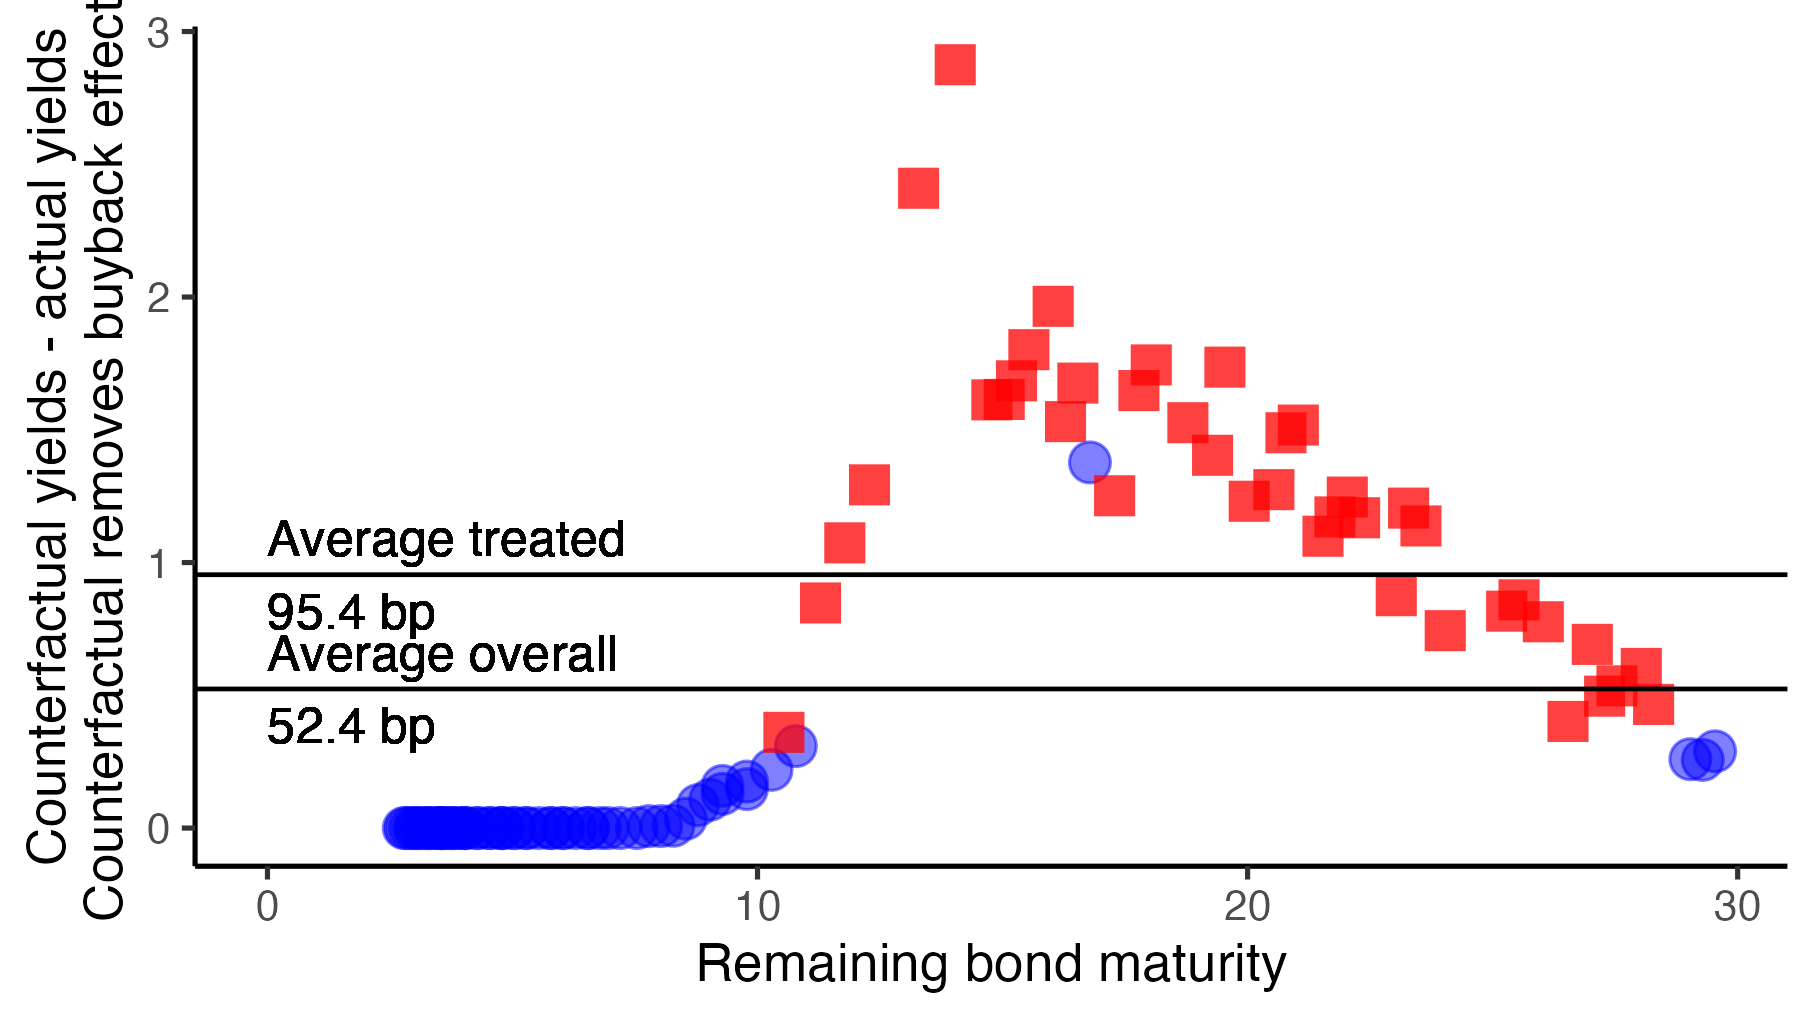 Counterfactual yields - actual yields
Counterfactual removes buyback effect
3
2
1
0
Average treated
95.4 bp
Average overall
52.4 bp
0 10 20 30
Remaining bond maturity